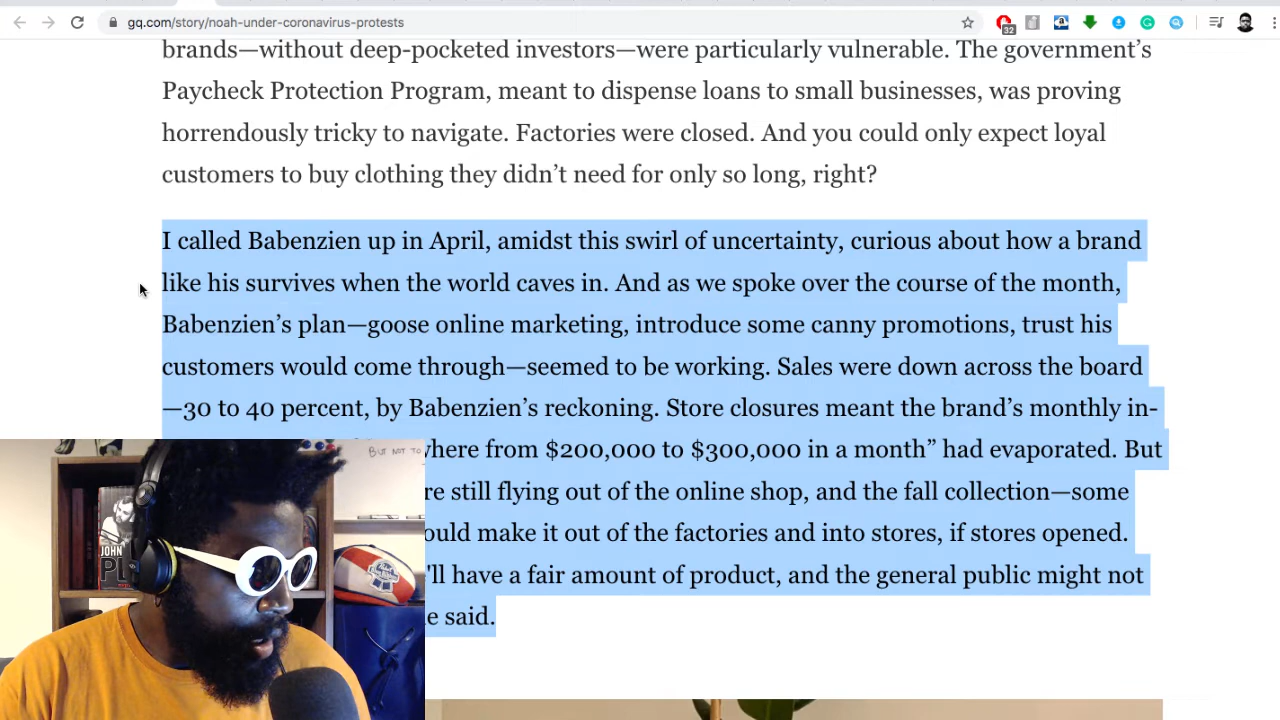 gq.com/story/noah-under-coronavirus-protests
32
brands—without deep-pocketed investors—were particularly vulnerable. The government’s
Paycheck Protection Program, meant to dispense loans to small businesses, was proving
horrendously tricky to navigate. Factories were closed. And you could only expect loyal
customers to buy clothing they didn’t need for only so long, right?
I called Babenzien up in April, amidst this swirl of uncertainty, curious about how a brand
like his survives when the world caves in. And as we spoke over the course of the month,
Babenzien’s plan—goose online marketing, introduce some canny promotions, trust his
customers would come through—seemed to be working. Sales were down across the board
—30 to 40 percent, by Babenzien’s reckoning. Store closures meant the brand’s monthly in-
from $200,000 to $300,000 in a month” had evaporated. But
still flying out of the online shop, and the fall collection—some
make it out of the factories and into stores, if stores opened.
'll have a fair amount of product, and the general public might not
said.
BUT NOT TO
JOHN